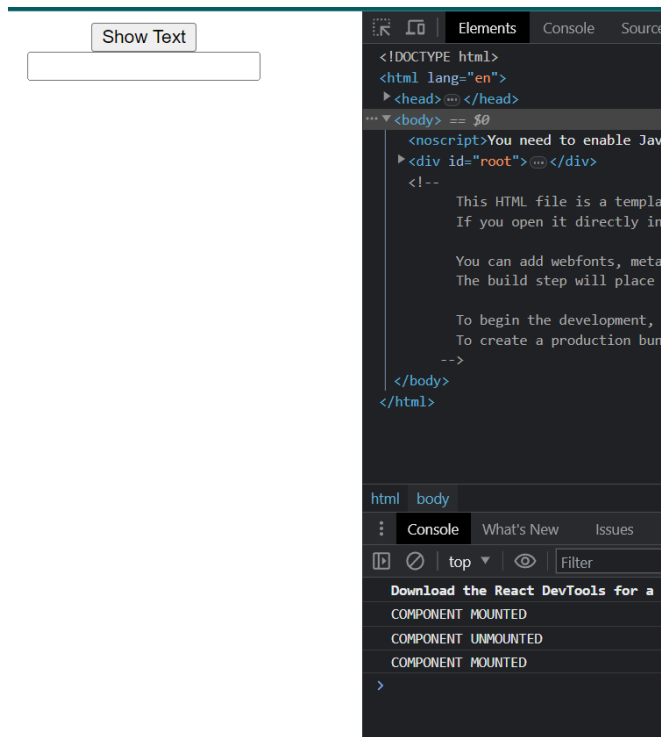 Show Text
Elements Console Source
<!DOCTYPE html>
<html lang="en">
<head> ··· </head>
··· <body> == $0
<noscript>You need to enable Jav
<div id="root"> ··· </div>
<!--
This HTML file is a templa
If you open it directly in
You can add webfonts, meta
The build step will place
To begin the development,
To create a production bun
-->
</body>
</html>
html body
Console What's New Issues
top Filter
Download the React DevTools for a
COMPONENT MOUNTED
COMPONENT UNMOUNTED
COMPONENT MOUNTED
>